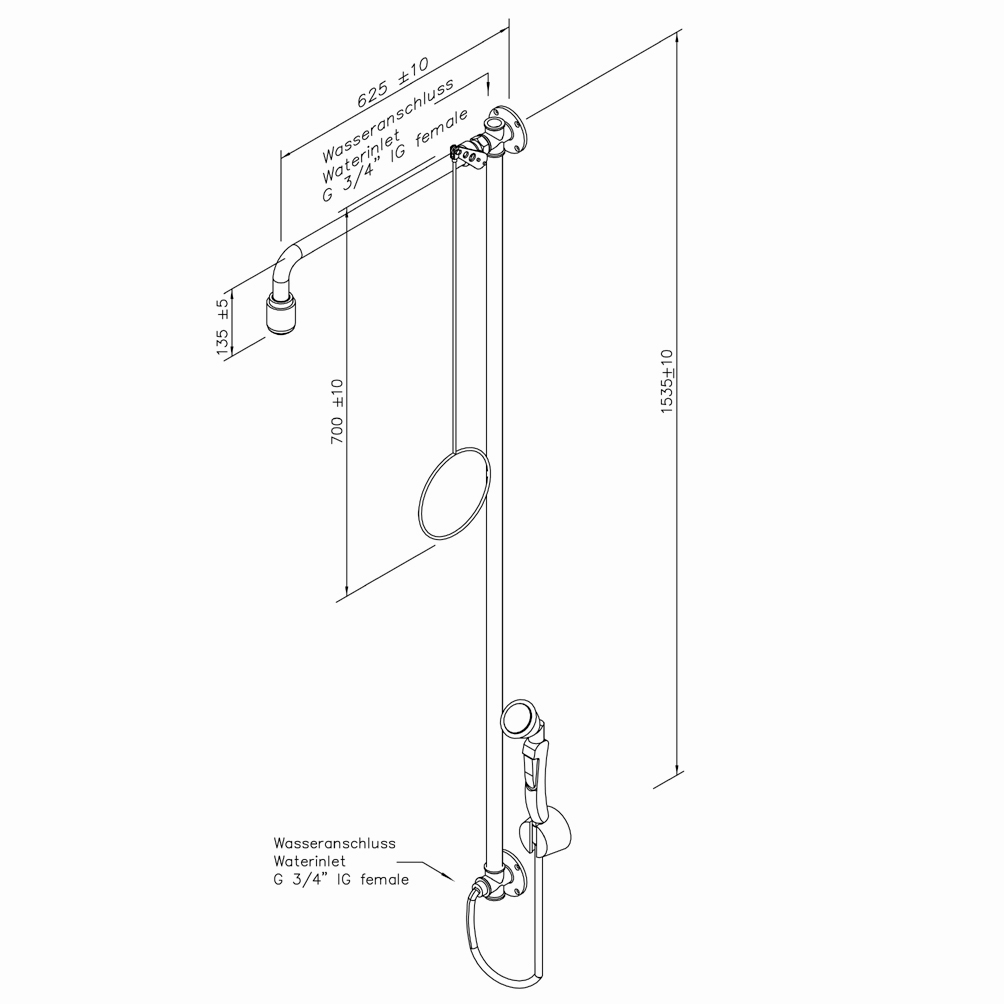 625 ±10
Wasseranschluss
Waterinlet
G 3/4" IG female
135 ±5
700 ±10
1535±10
Wasseranschluss
Waterinlet
G 3/4" IG female